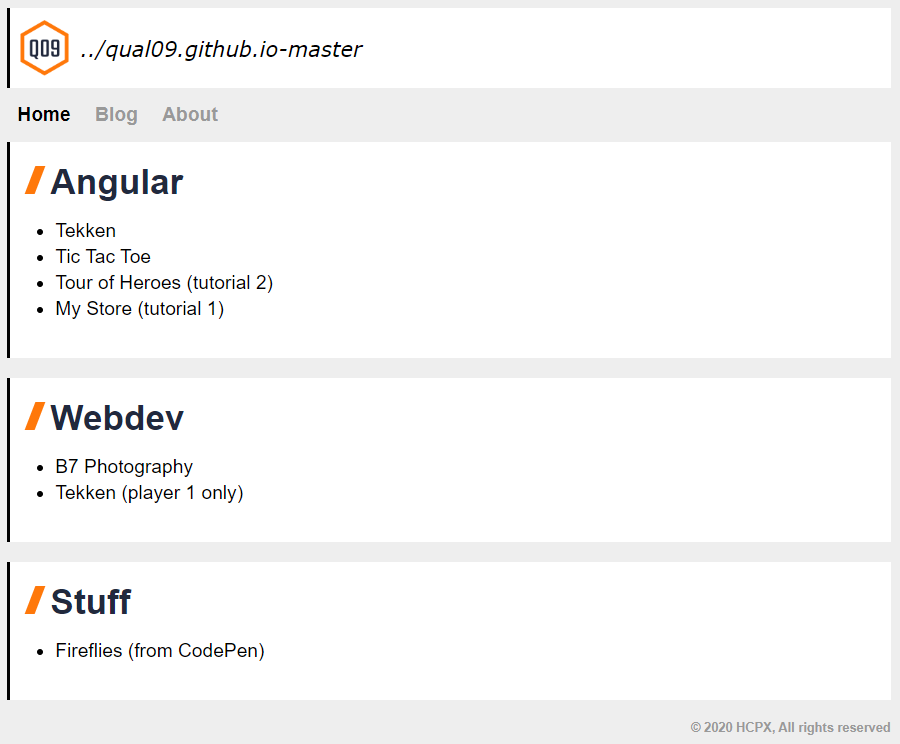 Q09 ../qual09.github.io-master
Home Blog About
Angular
Tekken
Tic Tac Toe
Tour of Heroes (tutorial 2)
My Store (tutorial 1)
Webdev
B7 Photography
Tekken (player 1 only)
Stuff
Fireflies (from CodePen)
© 2020 HCPX, All rights reserved